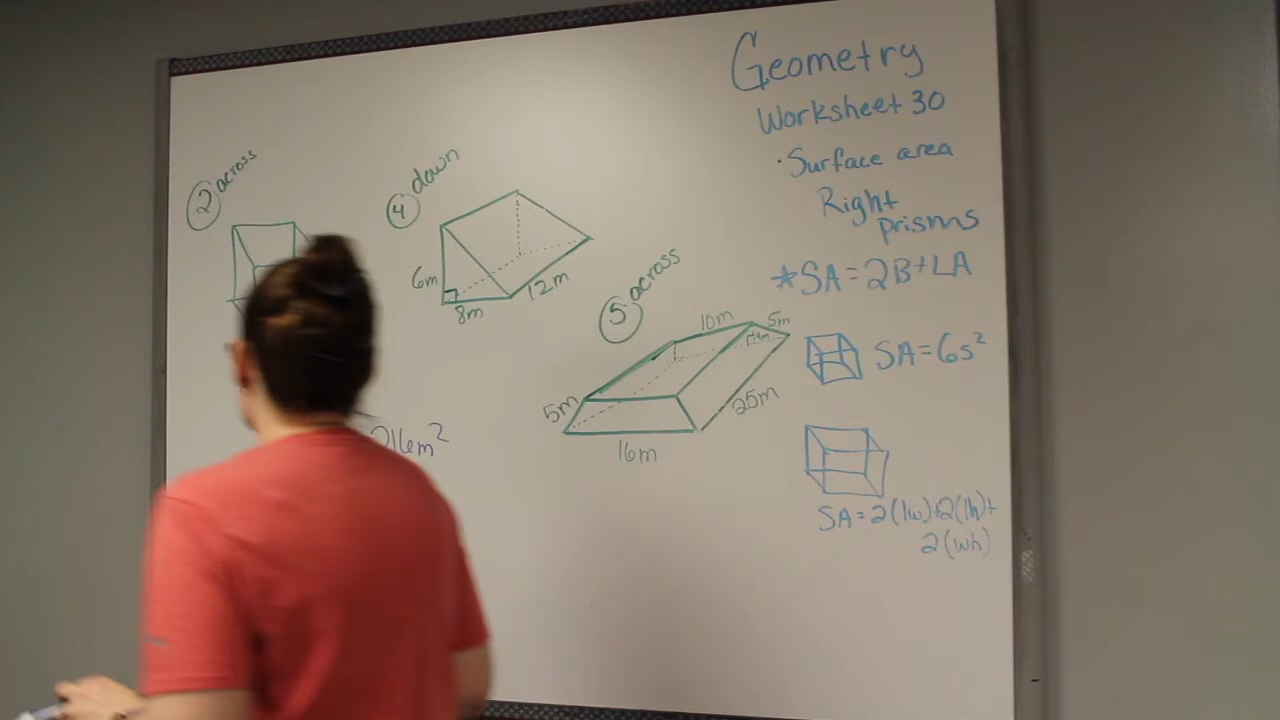 Geometry
Worksheet 30
• Surface area
Right
prisms
*SA = 2B + LA
SA = 6s²
SA = 2(lw)+2(lh)+
2(wh)
2 across
216m²
4 down
6m
8m
12m
5 across
10m
5m
4m
5m
25m
16m